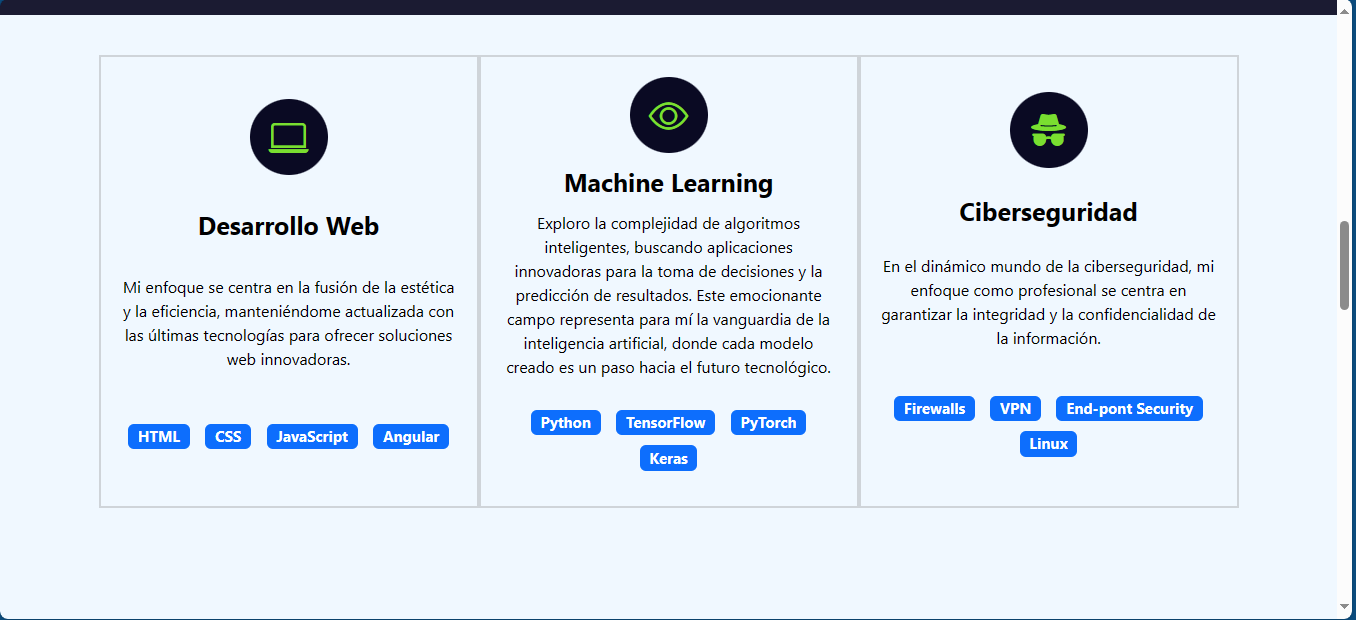 Desarrollo Web
Mi enfoque se centra en la fusión de la estética
y la eficiencia, manteniéndome actualizada con
las últimas tecnologías para ofrecer soluciones
web innovadoras.
HTML CSS JavaScript Angular
Machine Learning
Exploro la complejidad de algoritmos
inteligentes, buscando aplicaciones
innovadoras para la toma de decisiones y la
predicción de resultados. Este emocionante
campo representa para mí la vanguardia de la
inteligencia artificial, donde cada modelo
creado es un paso hacia el futuro tecnológico.
Python TensorFlow PyTorch
Keras
Ciberseguridad
En el dinámico mundo de la ciberseguridad, mi
enfoque como profesional se centra en
garantizar la integridad y la confidencialidad de
la información.
Firewalls VPN End-pont Security
Linux